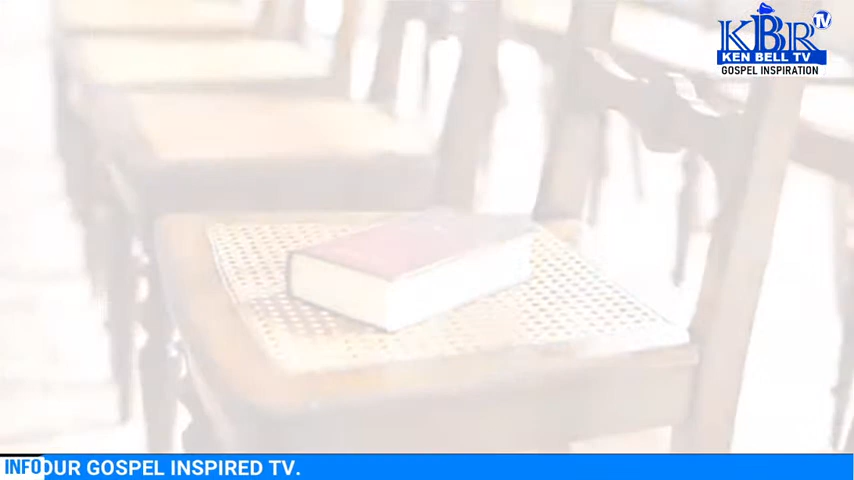 KBR TV
KEN BELL TV
GOSPEL INSPIRATION
INFO OUR GOSPEL INSPIRED TV.